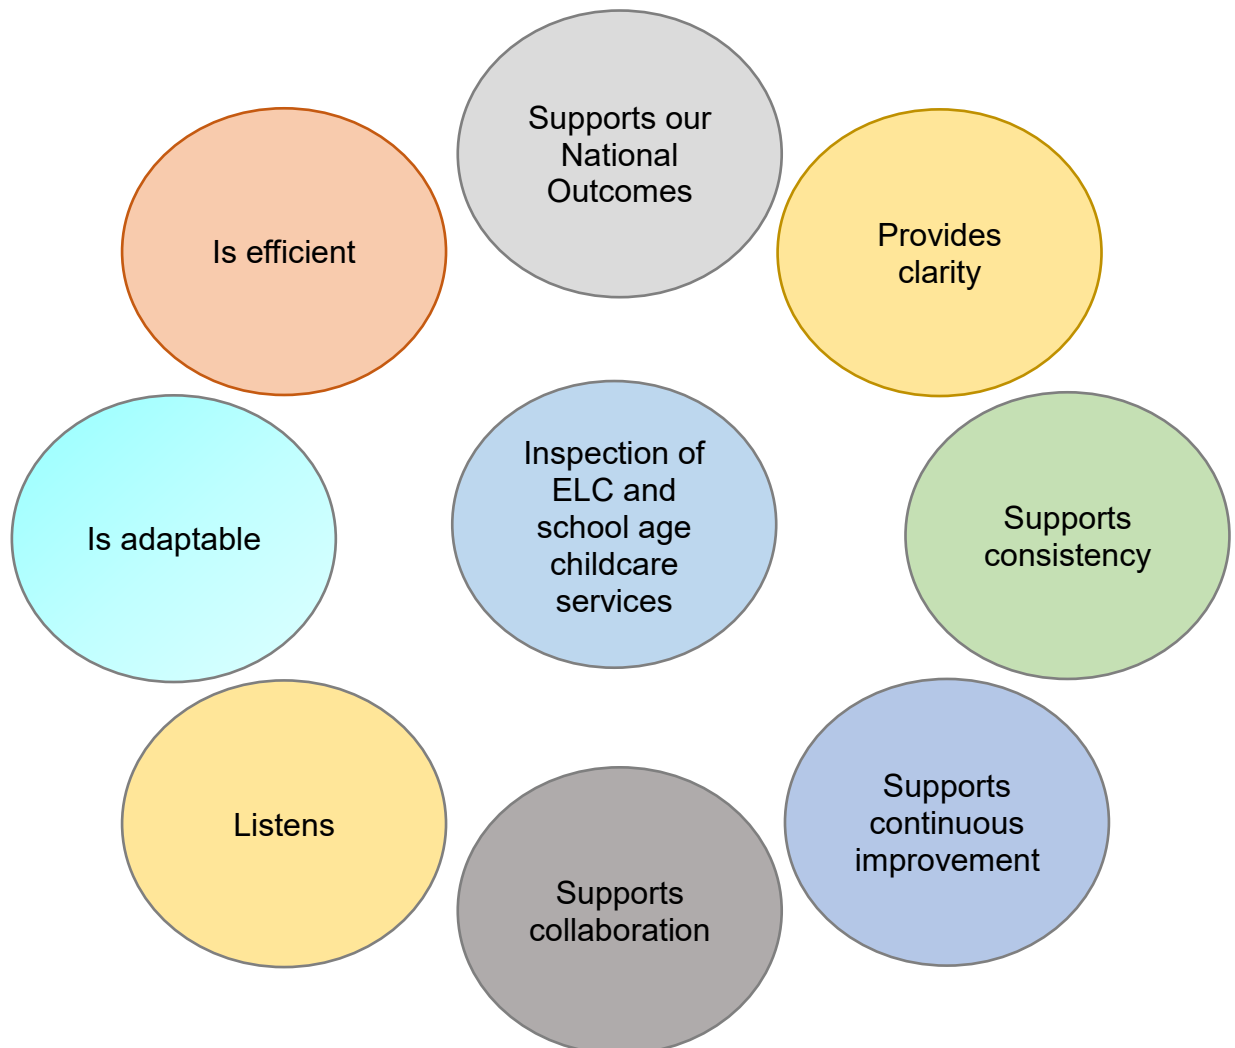 Supports our
National
Outcomes
Provides
clarity
Supports
consistency
Supports
continuous
improvement
Supports
collaboration
Listens
Is adaptable
Is efficient
Inspection of
ELC and
school age
childcare
services